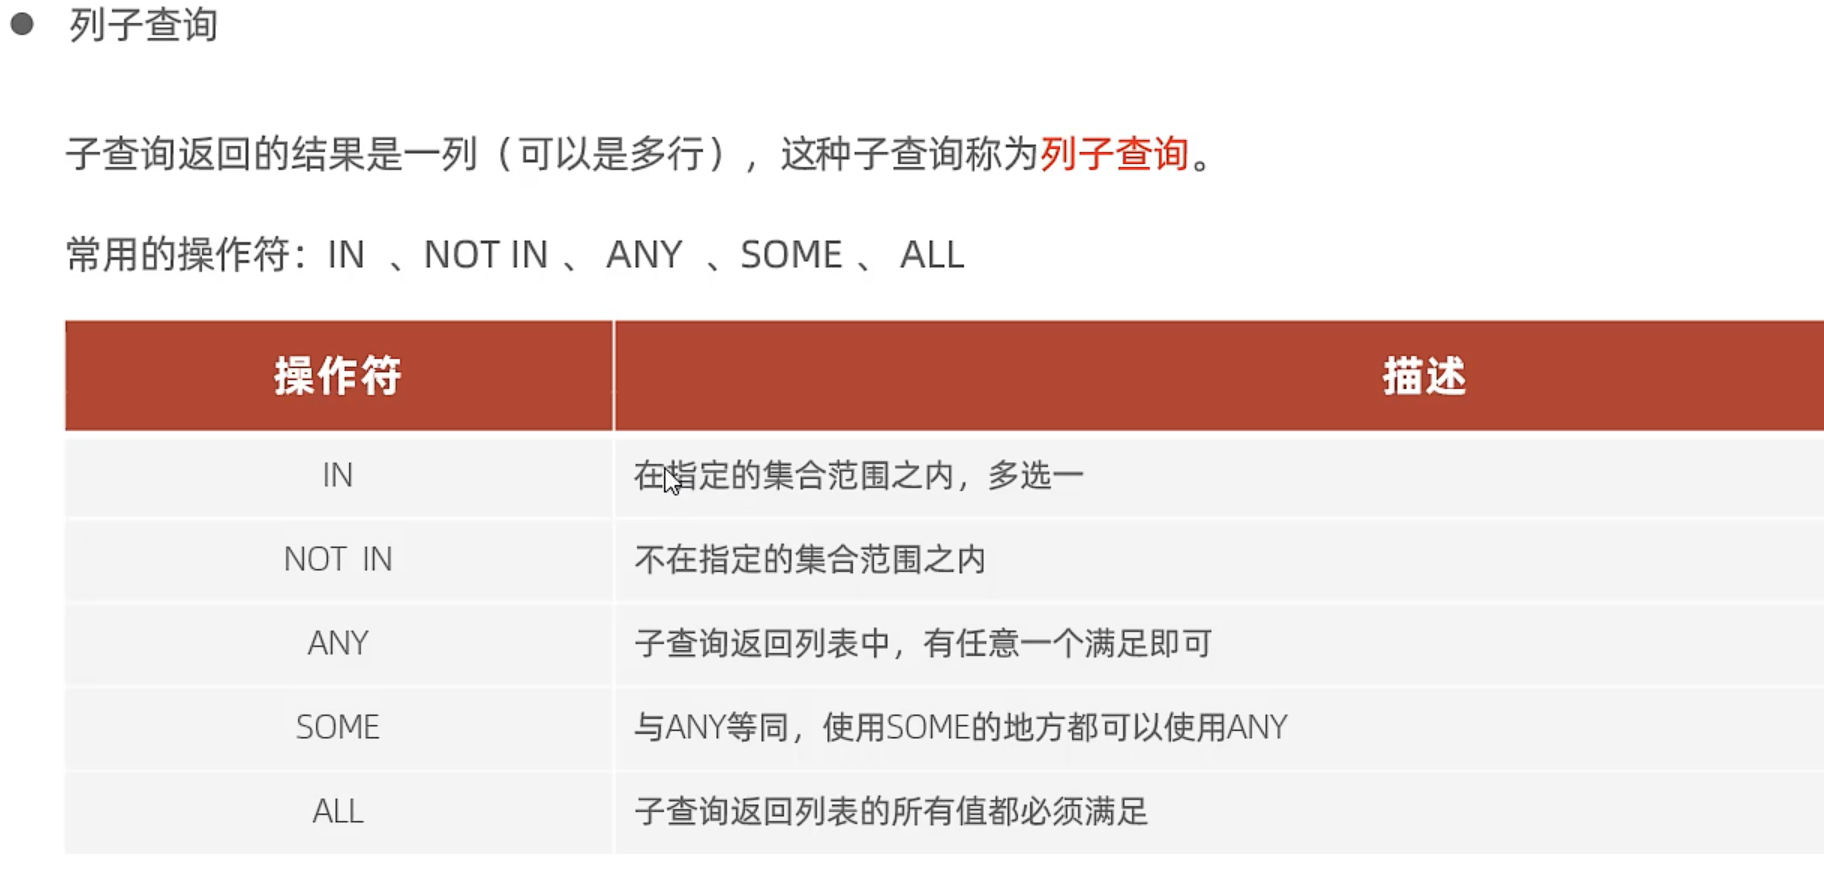 列子查询
子查询返回的结果是一列（可以是多行），这种子查询称为列子查询。
常用的操作符：IN 、NOT IN 、 ANY 、SOME 、 ALL
操作符 描述
IN 在指定的集合范围之内，多选一
NOT IN 不在指定的集合范围之内
ANY 子查询返回列表中，有任意一个满足即可
SOME 与ANY等同，使用SOME的地方都可以使用ANY
ALL 子查询返回列表的所有值都必须满足